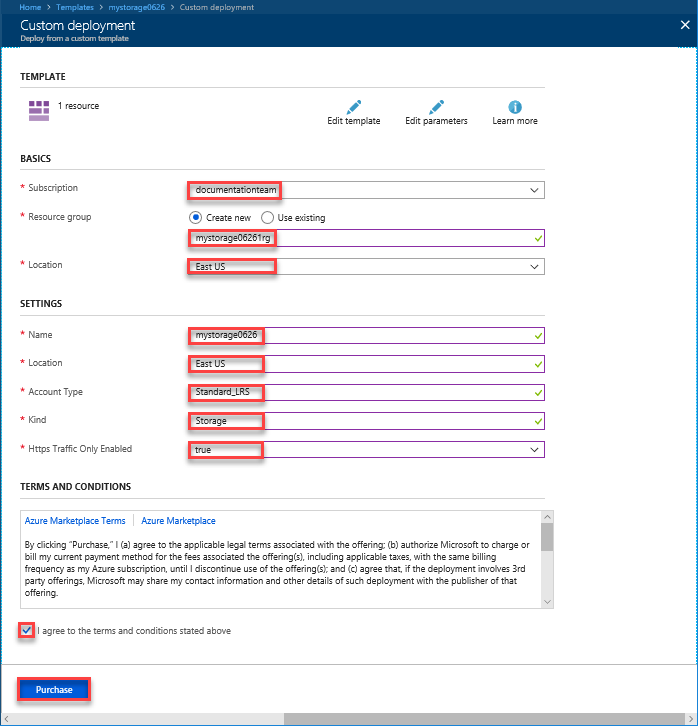 Home > Templates > mystorage0626 > Custom deployment
Custom deployment
Deploy from a custom template
TEMPLATE
1 resource
Edit template
Edit parameters
Learn more
BASICS
* Subscription
documentationteam
* Resource group
Create new
Use existing
mystorage06261rg
* Location
East US
SETTINGS
* Name
mystorage0626
* Location
East US
* Account Type
Standard_LRS
* Kind
Storage
* Https Traffic Only Enabled
true
TERMS AND CONDITIONS
Azure Marketplace Terms | Azure Marketplace
By clicking "Purchase," I (a) agree to the applicable legal terms associated with the offering; (b) authorize Microsoft to charge or
bill my current payment method for the fees associated the offering(s), including applicable taxes, with the same billing
frequency as my Azure subscription, until I discontinue use of the offering(s); and (c) agree that, if the deployment involves 3rd
party offerings, Microsoft may share my contact information and other details of such deployment with the publisher of that
offering.
I agree to the terms and conditions stated above
Purchase